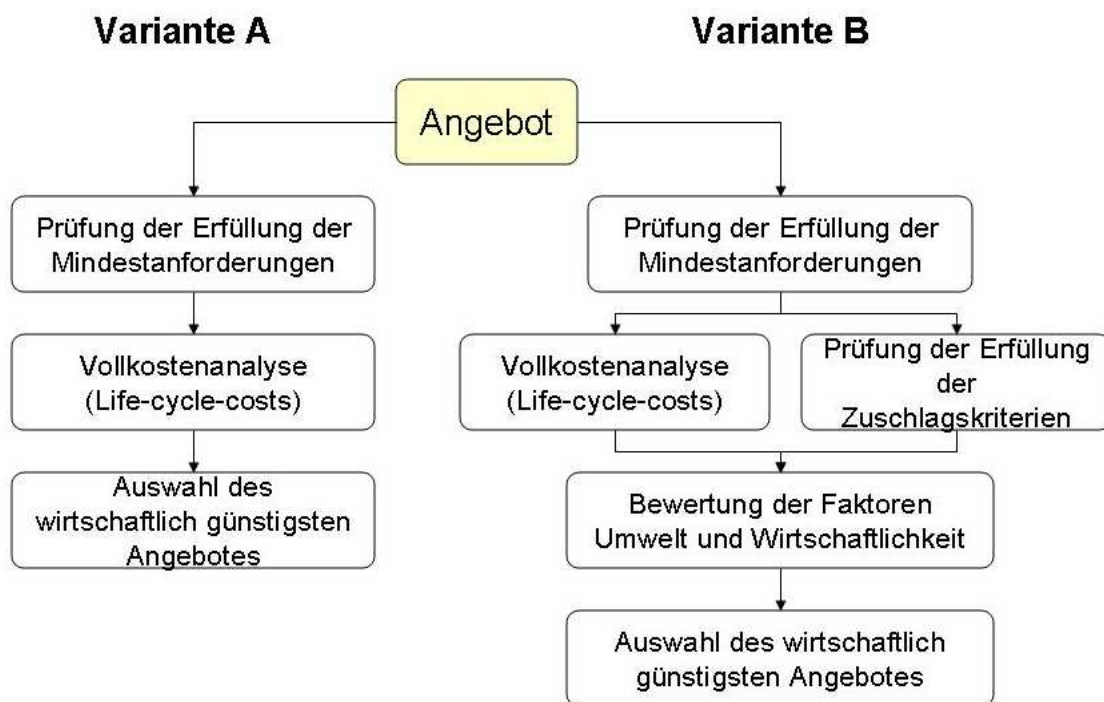 Variante A
Variante B
Angebot
Prüfung der Erfüllung der
Mindestanforderungen
Vollkostenanalyse
(Life-cycle-costs)
Auswahl des
wirtschaftlich günstigsten
Angebotes
Prüfung der Erfüllung der
Mindestanforderungen
Vollkostenanalyse
(Life-cycle-costs)
Prüfung der Erfüllung
der
Zuschlagskriterien
Bewertung der Faktoren
Umwelt und Wirtschaftlichkeit
Auswahl des wirtschaftlich
günstigsten Angebotes